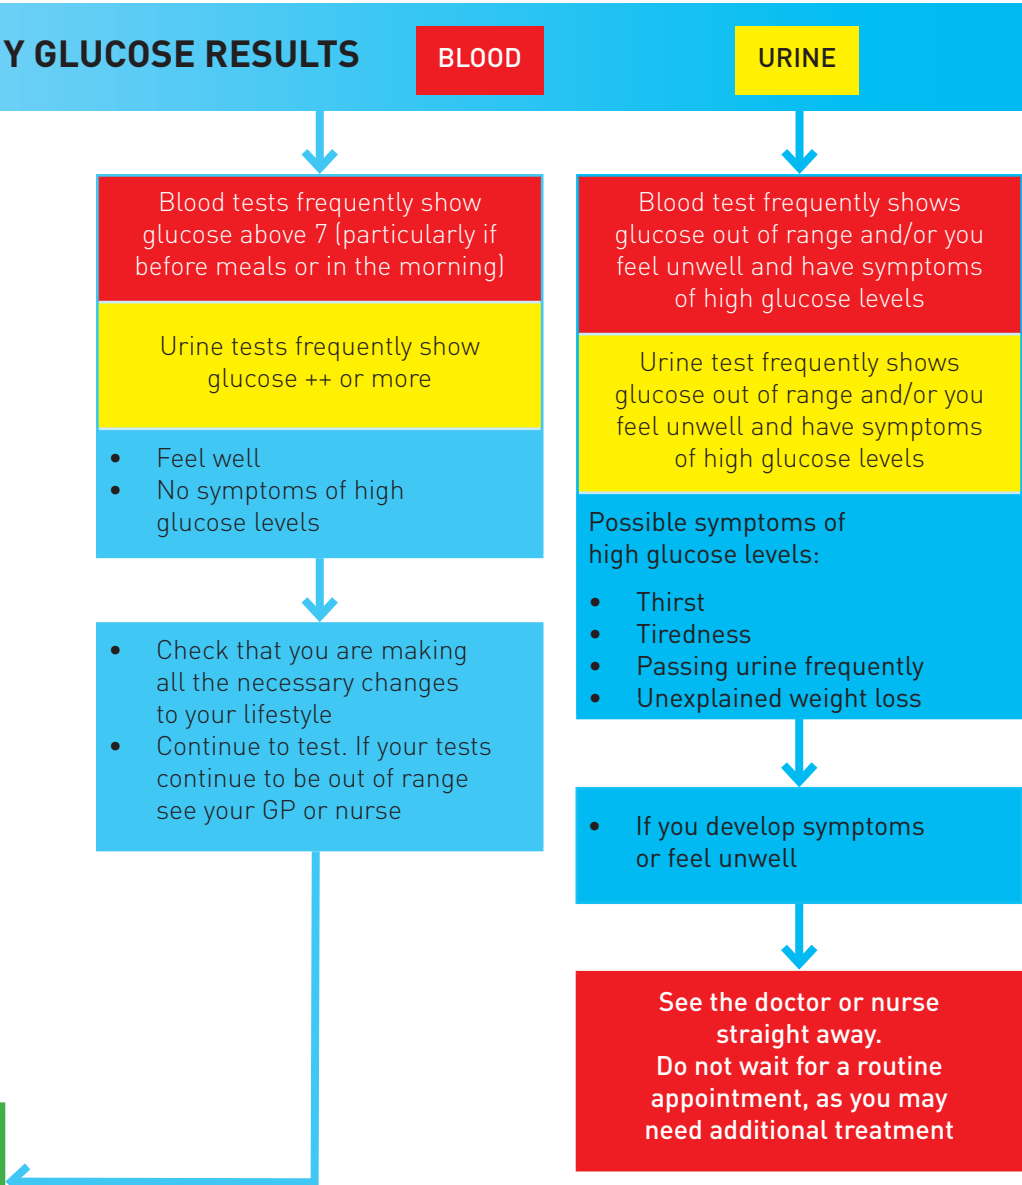 Y GLUCOSE RESULTS
BLOOD
URINE
Blood tests frequently show
glucose above 7 (particularly if
before meals or in the morning)
Urine tests frequently show
glucose ++ or more
• Feel well
• No symptoms of high
glucose levels
• Check that you are making
all the necessary changes
to your lifestyle
• Continue to test. If your tests
continue to be out of range
see your GP or nurse
Blood test frequently shows
glucose out of range and/or you
feel unwell and have symptoms
of high glucose levels
Urine test frequently shows
glucose out of range and/or you
feel unwell and have symptoms
of high glucose levels
Possible symptoms of
high glucose levels:
• Thirst
• Tiredness
• Passing urine frequently
• Unexplained weight loss
• If you develop symptoms
or feel unwell
See the doctor or nurse
straight away.
Do not wait for a routine
appointment, as you may
need additional treatment